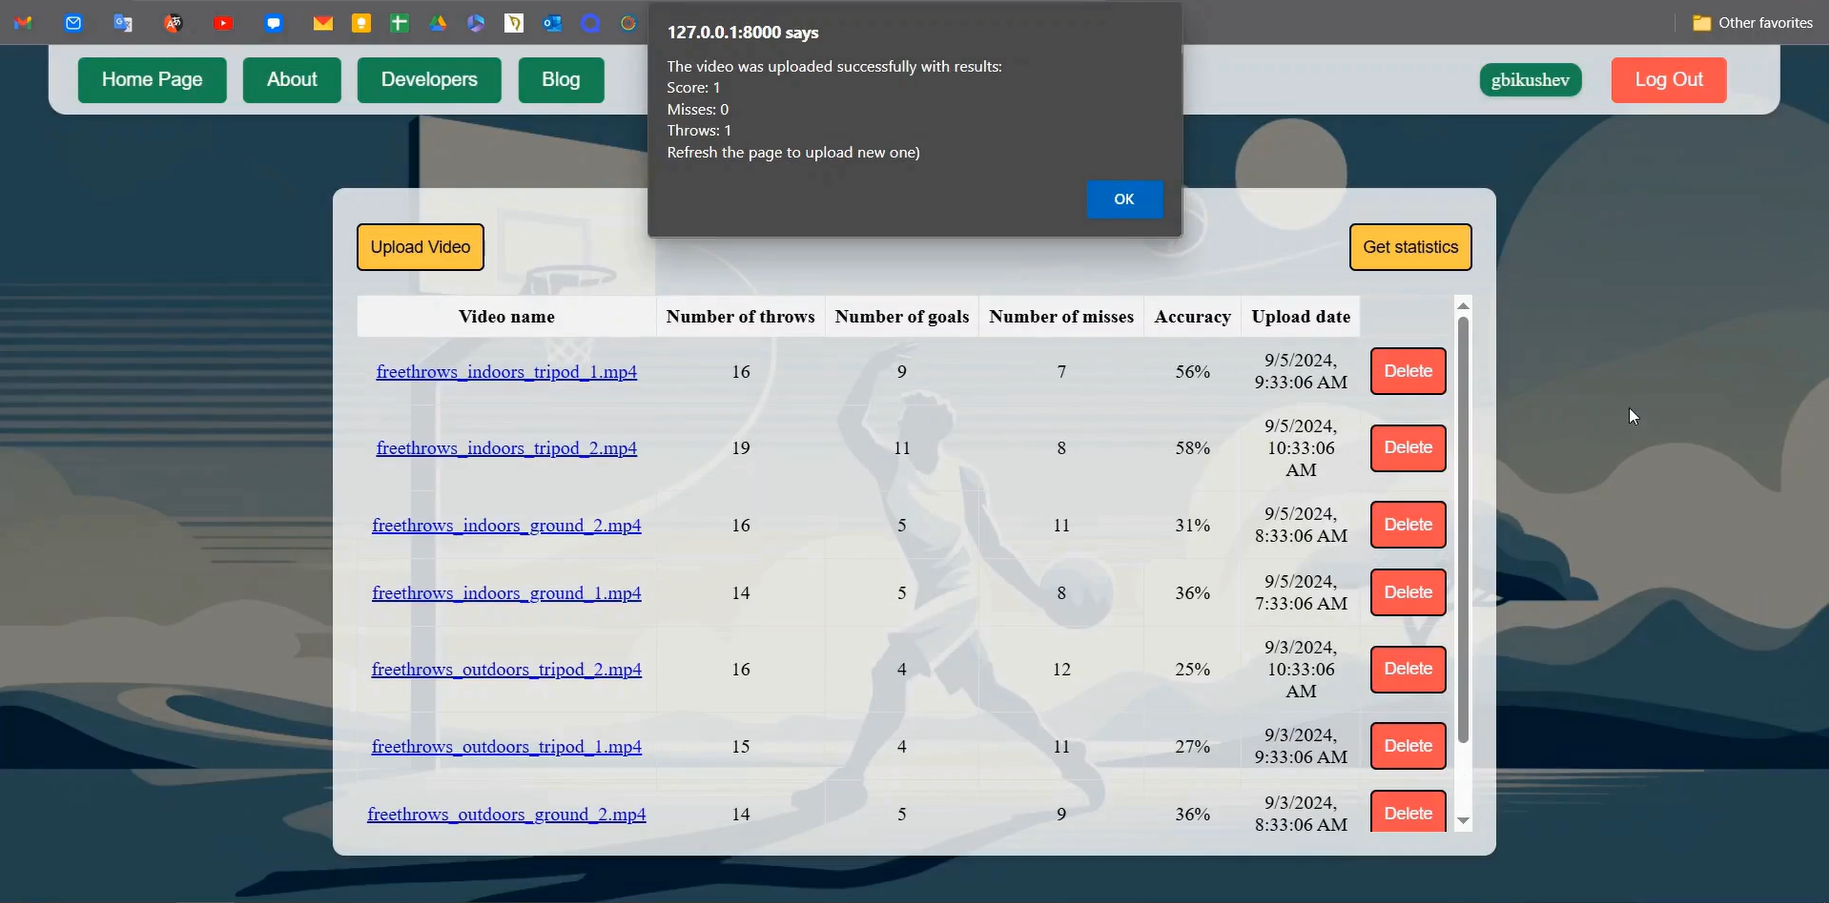 Other favorites
127.0.0.1:8000 says
The video was uploaded successfully with results:
Score: 1
Misses: 0
Throws: 1
Refresh the page to upload new one)
OK
Home Page About Developers Blog gbikushev Log Out
Upload Video Get statistics
Video name Number of throws Number of goals Number of misses Accuracy Upload date
freethrows_indoors_tripod_1.mp4 16 9 7 56% 9/5/2024,
9:33:06 AM Delete
freethrows_indoors_tripod_2.mp4 19 11 8 58% 9/5/2024,
10:33:06
AM Delete
freethrows_indoors_ground_2.mp4 16 5 11 31% 9/5/2024,
8:33:06 AM Delete
freethrows_indoors_ground_1.mp4 14 5 8 36% 9/5/2024,
7:33:06 AM Delete
freethrows_outdoors_tripod_2.mp4 16 4 12 25% 9/3/2024,
10:33:06
AM Delete
freethrows_outdoors_tripod_1.mp4 15 4 11 27% 9/3/2024,
9:33:06 AM Delete
freethrows_outdoors_ground_2.mp4 14 5 9 36% 9/3/2024,
8:33:06 AM Delete